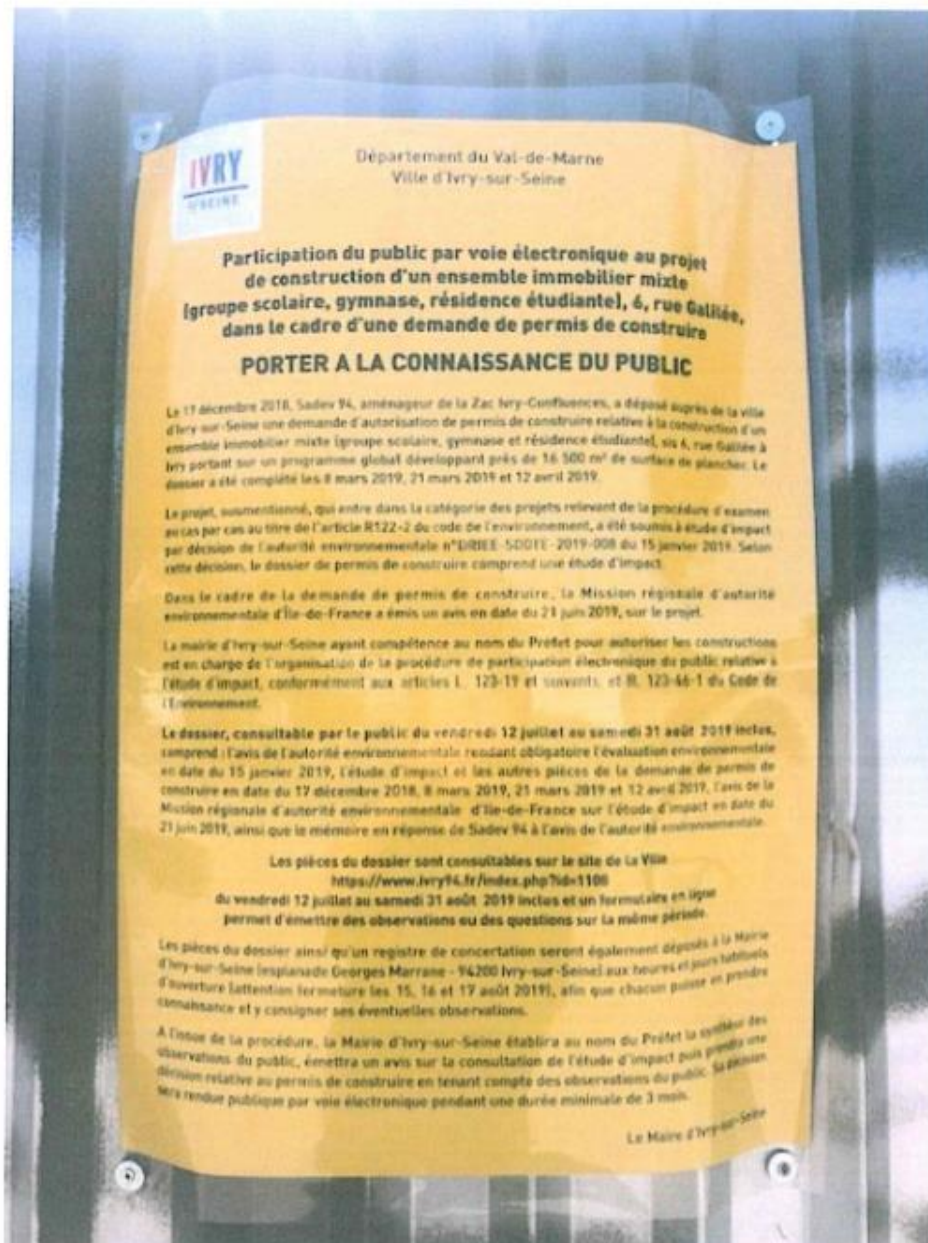 IVRY
s/SEINE
Département du Val-de-Marne
Ville d'Ivry-sur-Seine
Participation du public par voie électronique au projet
de construction d'un ensemble immobilier mixte
(groupe scolaire, gymnase, résidence étudiante), 6, rue Galilée,
dans le cadre d'une demande de permis de construire
PORTER A LA CONNAISSANCE DU PUBLIC
Le 17 décembre 2018, Sadev 94, aménageur de la Zac Ivry-Confluences, a déposé auprès de la ville
d'Ivry-sur-Seine une demande d'autorisation de permis de construire relative à la construction d'un
ensemble immobilier mixte (groupe scolaire, gymnase et résidence étudiante), sis 6, rue Galilée à
Ivry portant sur un programme global développant près de 16 500 m² de surface de plancher. Le
dossier a été complété les 8 mars 2019, 21 mars 2019 et 12 avril 2019.
Le projet, susmentionné, qui entre dans la catégorie des projets relevant de la procédure d'examen
au cas par cas au titre de l'article R122-2 du code de l'environnement, a été soumis à étude d'impact
par décision de l'autorité environnementale n°DRIEE-SDDTE-2019-008 du 15 janvier 2019. Selon
cette décision, le dossier de permis de construire comprend une étude d'impact.
Dans le cadre de la demande de permis de construire, la Mission régionale d'autorité
environnementale d'Île-de-France a émis un avis en date du 21 juin 2019, sur le projet.
La mairie d'Ivry-sur-Seine ayant compétence au nom du Préfet pour autoriser les constructions
est en charge de l'organisation de la procédure de participation électronique du public relative à
l'étude d'impact, conformément aux articles L. 123-19 et suivants, et R. 123-46-1 du Code de
l'Environnement.
Le dossier, consultable par le public du vendredi 12 juillet au samedi 31 août 2019 inclus,
comprend : l'avis de l'autorité environnementale rendant obligatoire l'évaluation environnementale
en date du 15 janvier 2019, l'étude d'impact et les autres pièces de la demande de permis de
construire en date du 17 décembre 2018, 8 mars 2019, 21 mars 2019 et 12 avril 2019, l'avis de la
Mission régionale d'autorité environnementale d'Île-de-France sur l'étude d'impact en date du
21 juin 2019, ainsi que le mémoire en réponse de Sadev 94 à l'avis de l'autorité environnementale.
Les pièces du dossier sont consultables sur le site de la Ville
https://www.ivry94.fr/index.php?id=1108
du vendredi 12 juillet au samedi 31 août 2019 inclus et un formulaire en ligne
permet d'émettre des observations ou des questions sur la même période.
Les pièces du dossier ainsi qu'un registre de concertation seront également déposés à la Mairie
d'Ivry-sur-Seine (esplanade Georges Marrane - 94200 Ivry-sur-Seine) aux heures et jours habituels
d'ouverture (attention fermeture les 15, 16 et 17 août 2019), afin que chacun puisse en prendre
connaissance et y consigner ses éventuelles observations.
A l'issue de la procédure, la Mairie d'Ivry-sur-Seine établira au nom du Préfet la synthèse des
observations du public, émettra un avis sur la consultation de l'étude d'impact puis prendra une
décision relative au permis de construire en tenant compte des observations du public. Sa décision
sera rendue publique par voie électronique pendant une durée minimale de 3 mois.
Le Maire d'Ivry-sur-Seine